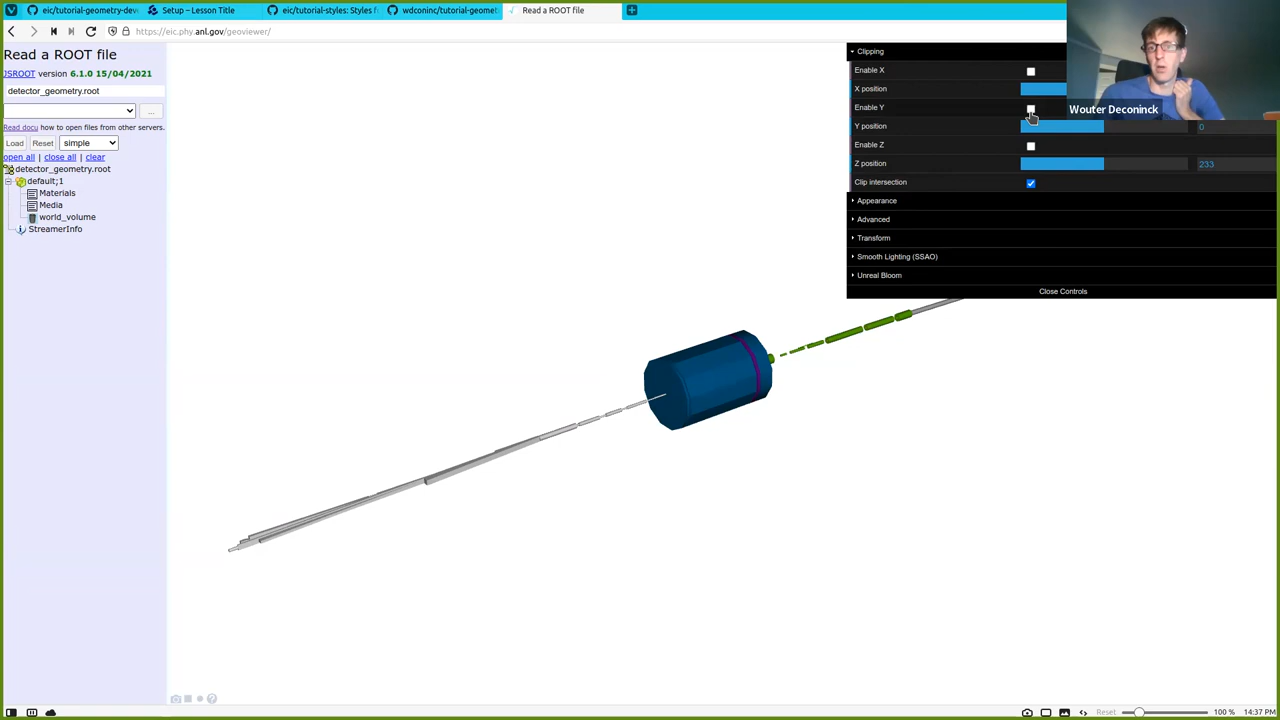 eic/tutorial-geometry-dev
Setup – Lesson Title
eic/tutorial-styles: Styles f
wdconinc/tutorial-geomet
Read a ROOT file
https://eic.phy.anl.gov/geoviewer/
Read a ROOT file
JSROOT version 6.1.0 15/04/2021
detector_geometry.root
...
Read docu how to open files from other servers.
Load Reset simple
open all | close all | clear
detector_geometry.root
default;1
Materials
Media
world_volume
StreamerInfo
Clipping
Enable X
X position
Enable Y
Y position 0
Enable Z
Z position 233
Clip intersection
Appearance
Advanced
Transform
Smooth Lighting (SSAO)
Unreal Bloom
Close Controls
Wouter Deconinck
Reset 100 % 14:37 PM